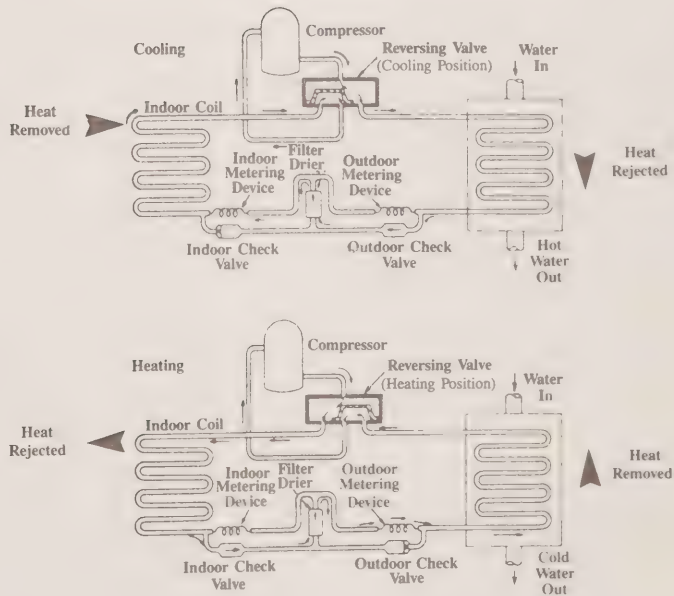 Compressor
Cooling
Reversing Valve
(Cooling Position)
Water
In
Indoor Coil
Heat
Removed
Indoor
Metering
Device
Filter
Drier
Outdoor
Metering
Device
Heat
Rejected
Indoor Check
Valve
Outdoor Check
Valve
Hot
Water
Out
Compressor
Heating
Reversing Valve
(Heating Position)
Water
In
Indoor Coil
Heat
Rejected
Indoor
Metering
Device
Filter
Drier
Outdoor
Metering
Device
Heat
Removed
Indoor Check
Valve
Outdoor Check
Valve
Cold
Water
Out